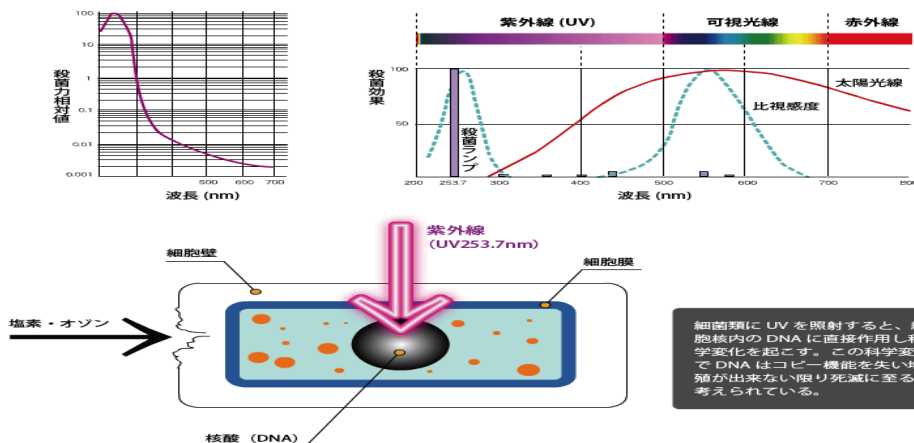 100
10
1
0.1
0.01
0.001
殺菌力相対値
500 600 700
波長 (nm)
紫外線 (UV)
可視光線
赤外線
100
50
殺菌効果
殺菌ランプ
太陽光線
比視感度
200 253.7 300 400 500 600 700 800
波長 (nm)
紫外線
(UV253.7nm)
細胞壁
細胞膜
塩素・オゾン
核酸 (DNA)
細菌類に UV を照射すると、
胞核内の DNA に直接作用し
学変化を起こす。この科学変
で DNA はコピー機能を失い
殖が出来ない限り死滅に至る
考えられている。